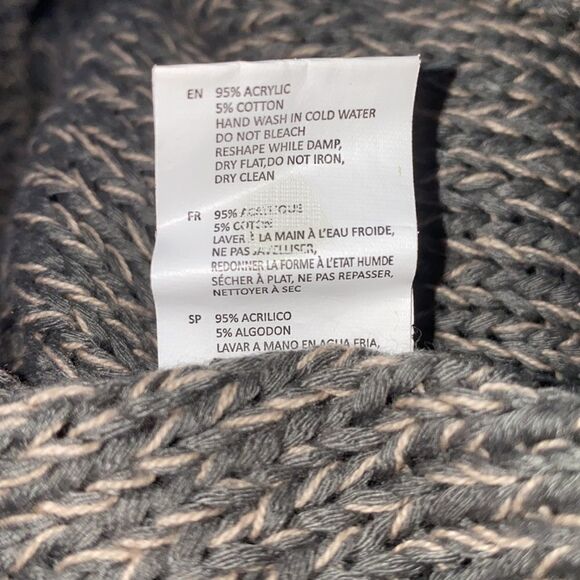 EN 95% ACRYLIC
5% COTTON
HAND WASH IN COLD WATER
DO NOT BLEACH
RESHAPE WHILE DAMP,
DRY FLAT,DO NOT IRON,
DRY CLEAN
FR 95%
5%
LAVER À LA MAIN À L'EAU FROIDE,
NE PAS JAVELLISER,
REDONNER LA FORME À L'ETAT HUMDE
SÉCHER À PLAT, NE PAS REPASSER,
NETTOYER À SEC
SP 95% ACRILICO
5% ALGODON
LAVAR A MANO EN AGUA FRIA,